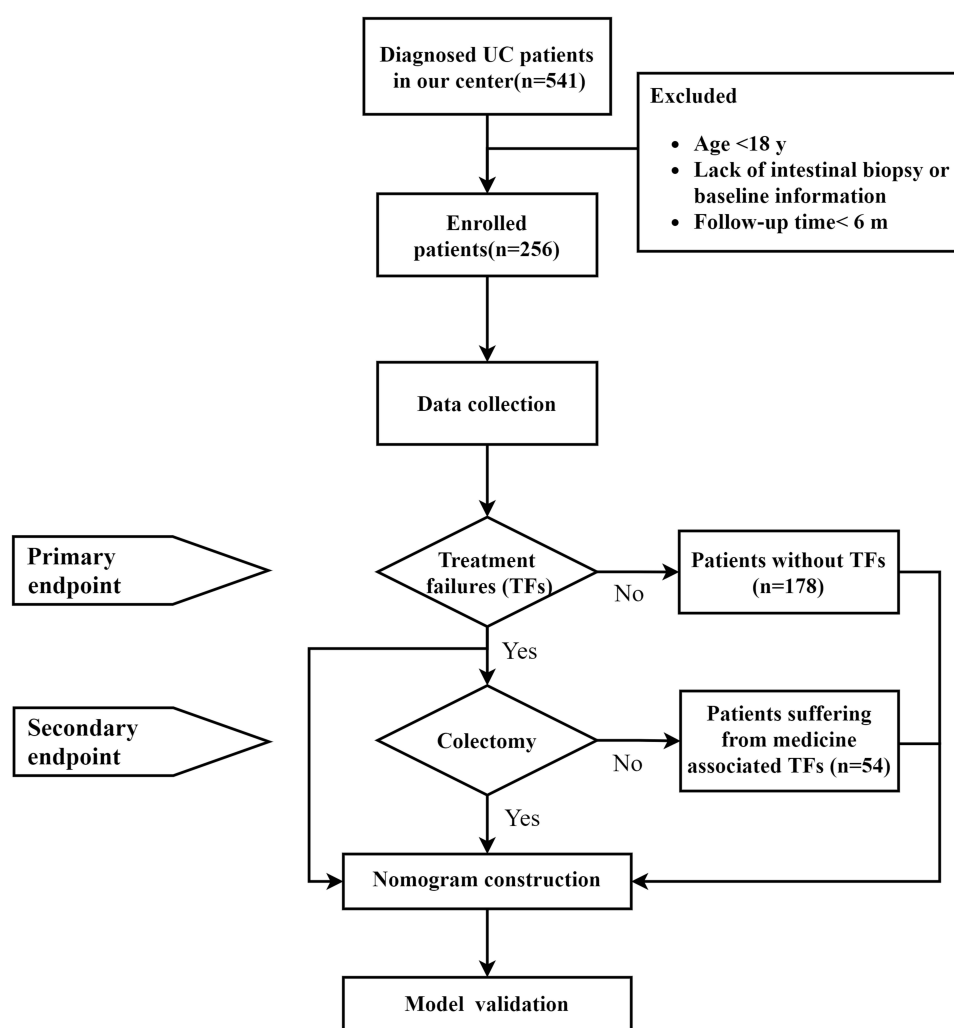 Diagnosed UC patients
in our center(n=541)
Excluded
• Age <18 y
• Lack of intestinal biopsy or
baseline information
• Follow-up time< 6 m
Enrolled
patients(n=256)
Data collection
Primary
endpoint
Treatment
failures (TFs)
No
Patients without TFs
(n=178)
Yes
Secondary
endpoint
Colectomy
No
Patients suffering
from medicine
associated TFs (n=54)
Yes
Nomogram construction
Model validation